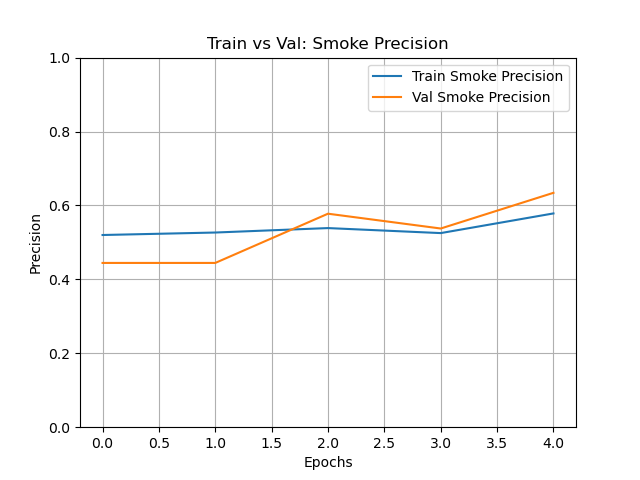 Train vs Val: Smoke Precision
1.0
Train Smoke Precision
Val Smoke Precision
0.8
0.6
0.4
0.2
0.0
Precision
0.0 0.5 1.0 1.5 2.0 2.5 3.0 3.5 4.0
Epochs